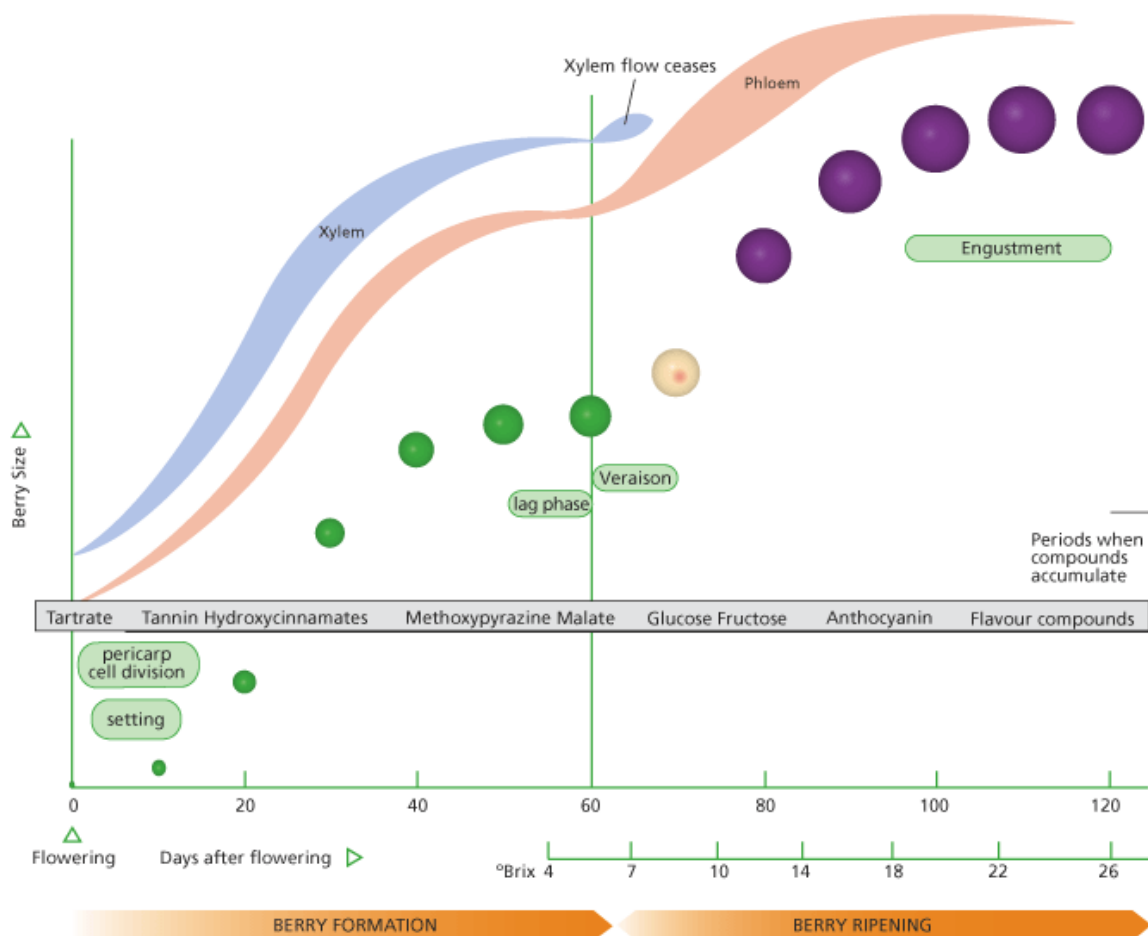 Xylem flow ceases
Phloem
Xylem
Engustment
Veraison
lag phase
Berry Size
Periods when
compounds
accumulate
Tartrate Tannin Hydroxycinnamates Methoxypyrazine Malate Glucose Fructose Anthocyanin Flavour compounds
pericarp
cell division
setting
0 20 40 60 80 100 120
Flowering Days after flowering
ºBrix 4 7 10 14 18 22 26
BERRY FORMATION BERRY RIPENING